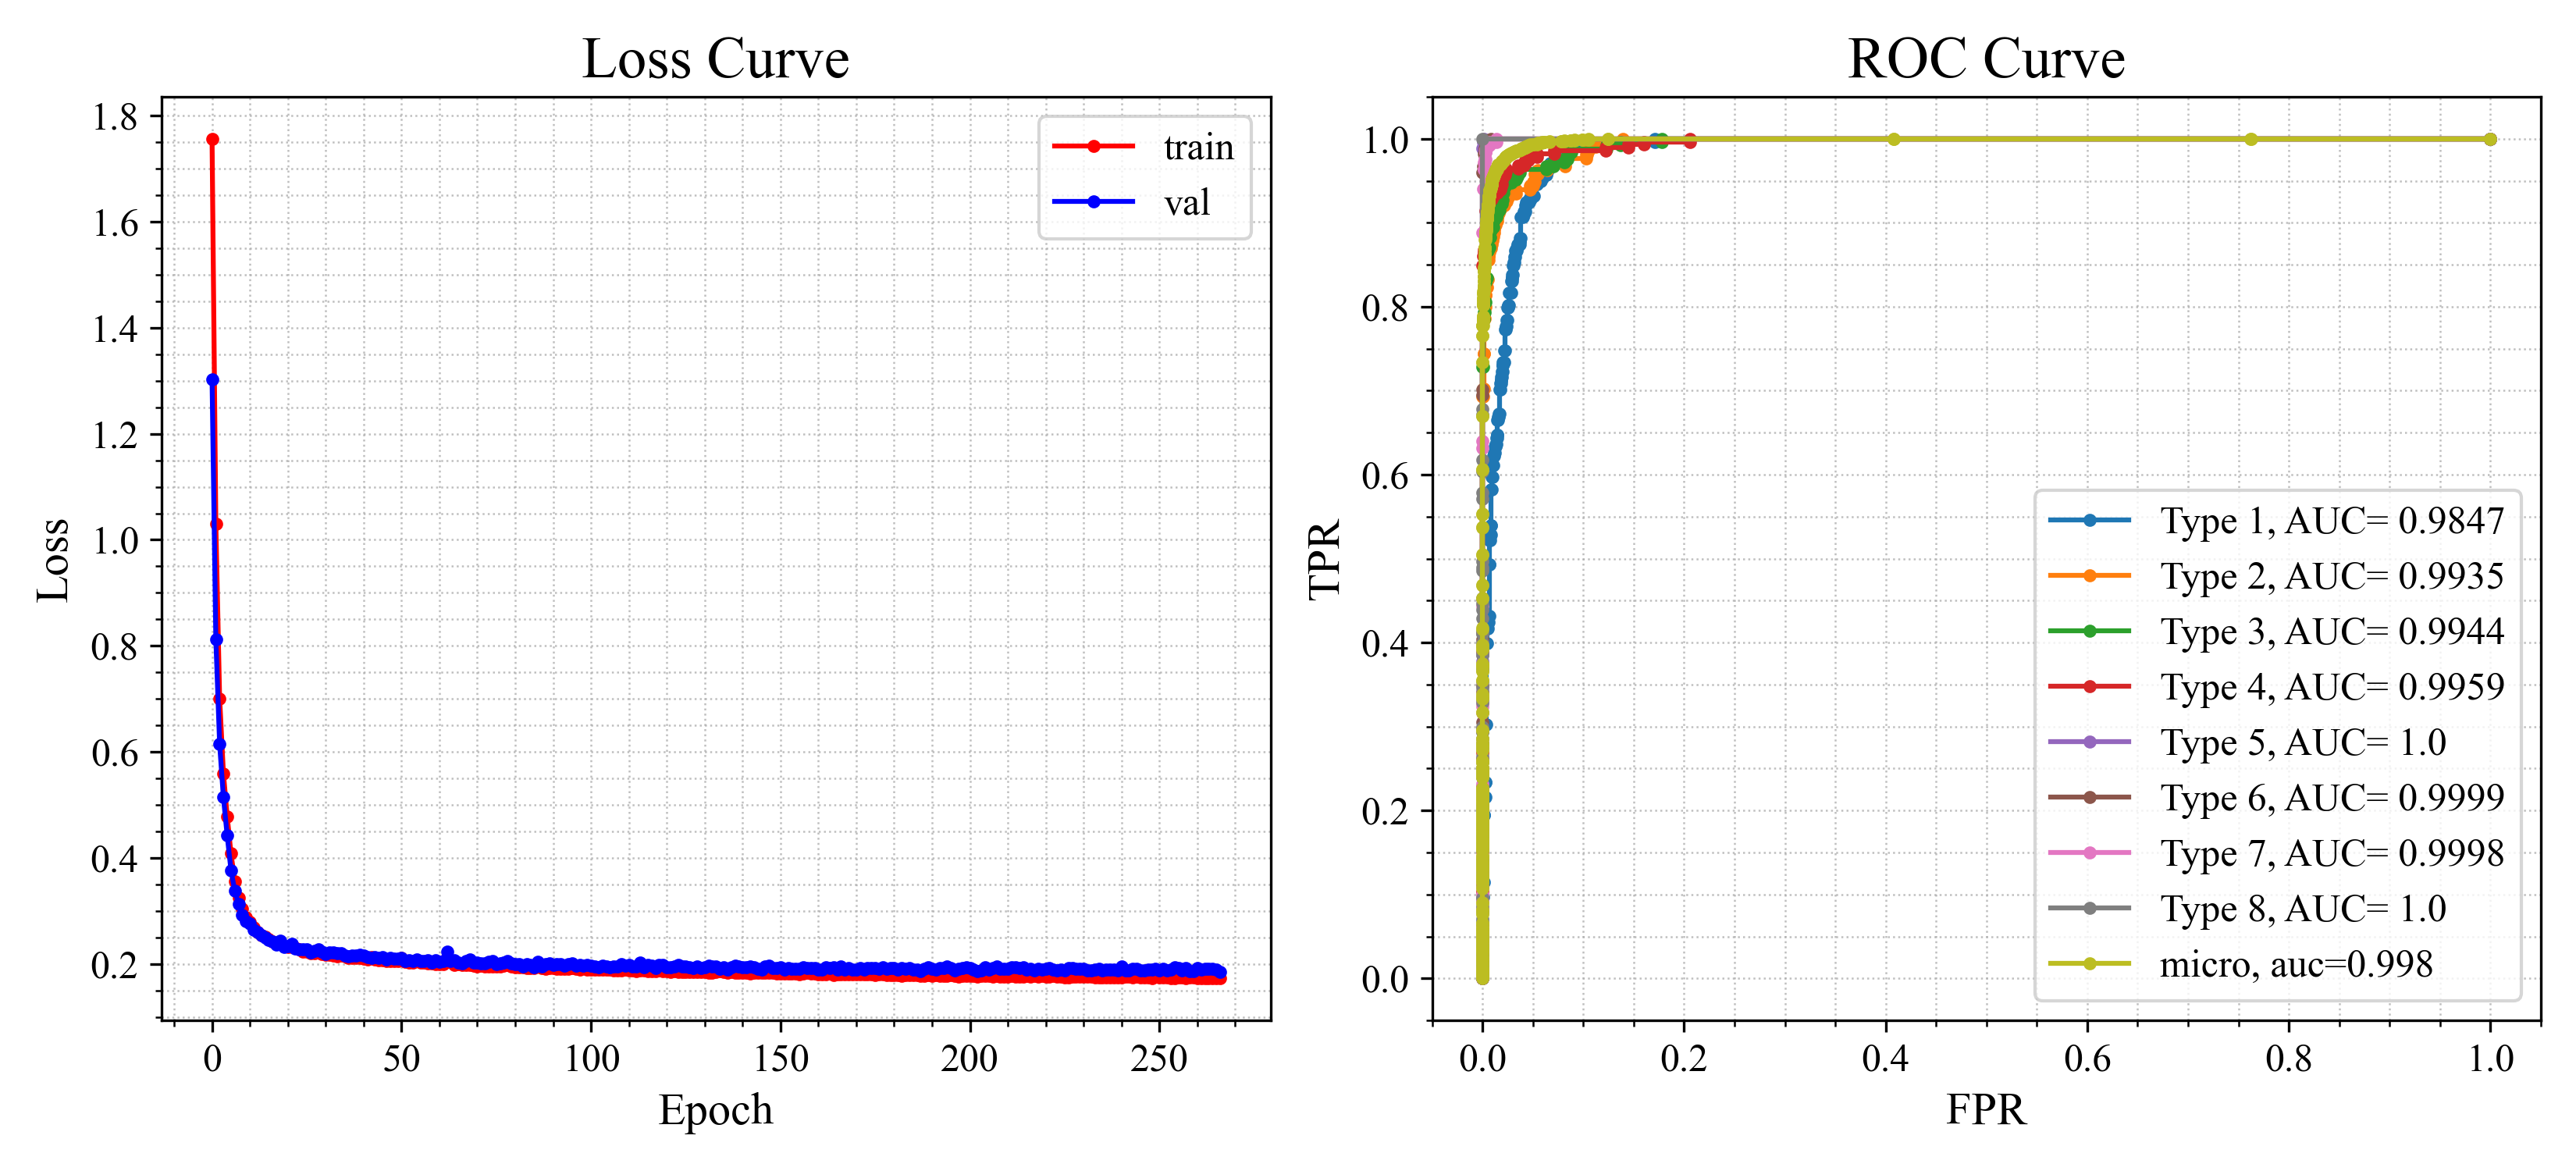 Loss Curve
1.8
1.6
1.4
1.2
1.0
0.8
0.6
0.4
0.2
Loss
0 50 100 150 200 250
Epoch
train
val
ROC Curve
1.0
0.8
0.6
0.4
0.2
0.0
TPR
0.0 0.2 0.4 0.6 0.8 1.0
FPR
Type 1, AUC= 0.9847
Type 2, AUC= 0.9935
Type 3, AUC= 0.9944
Type 4, AUC= 0.9959
Type 5, AUC= 1.0
Type 6, AUC= 0.9999
Type 7, AUC= 0.9998
Type 8, AUC= 1.0
micro, auc=0.998